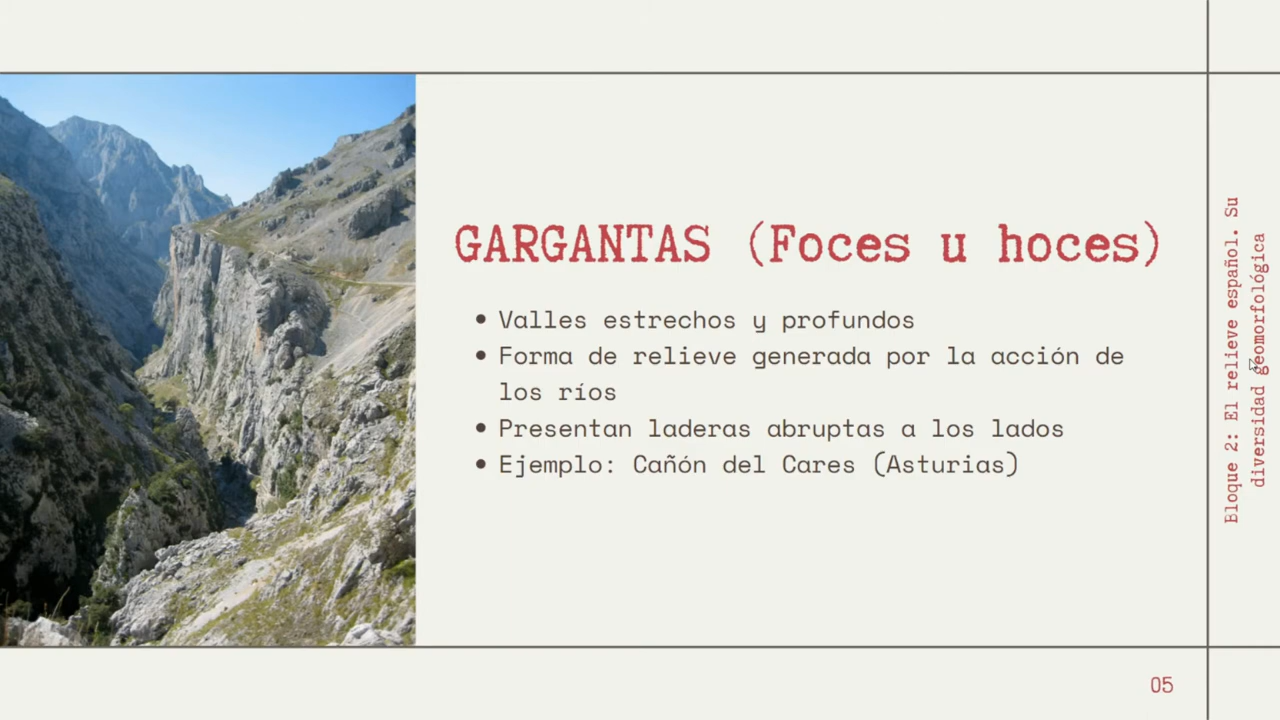 GARGANTAS (Foces u hoces)
• Valles estrechos y profundos
• Forma de relieve generada por la acción de
los ríos
• Presentan laderas abruptas a los lados
• Ejemplo: Cañón del Cares (Asturias)
Bloque 2: El relieve español. Su
diversidad geomorfológica
05